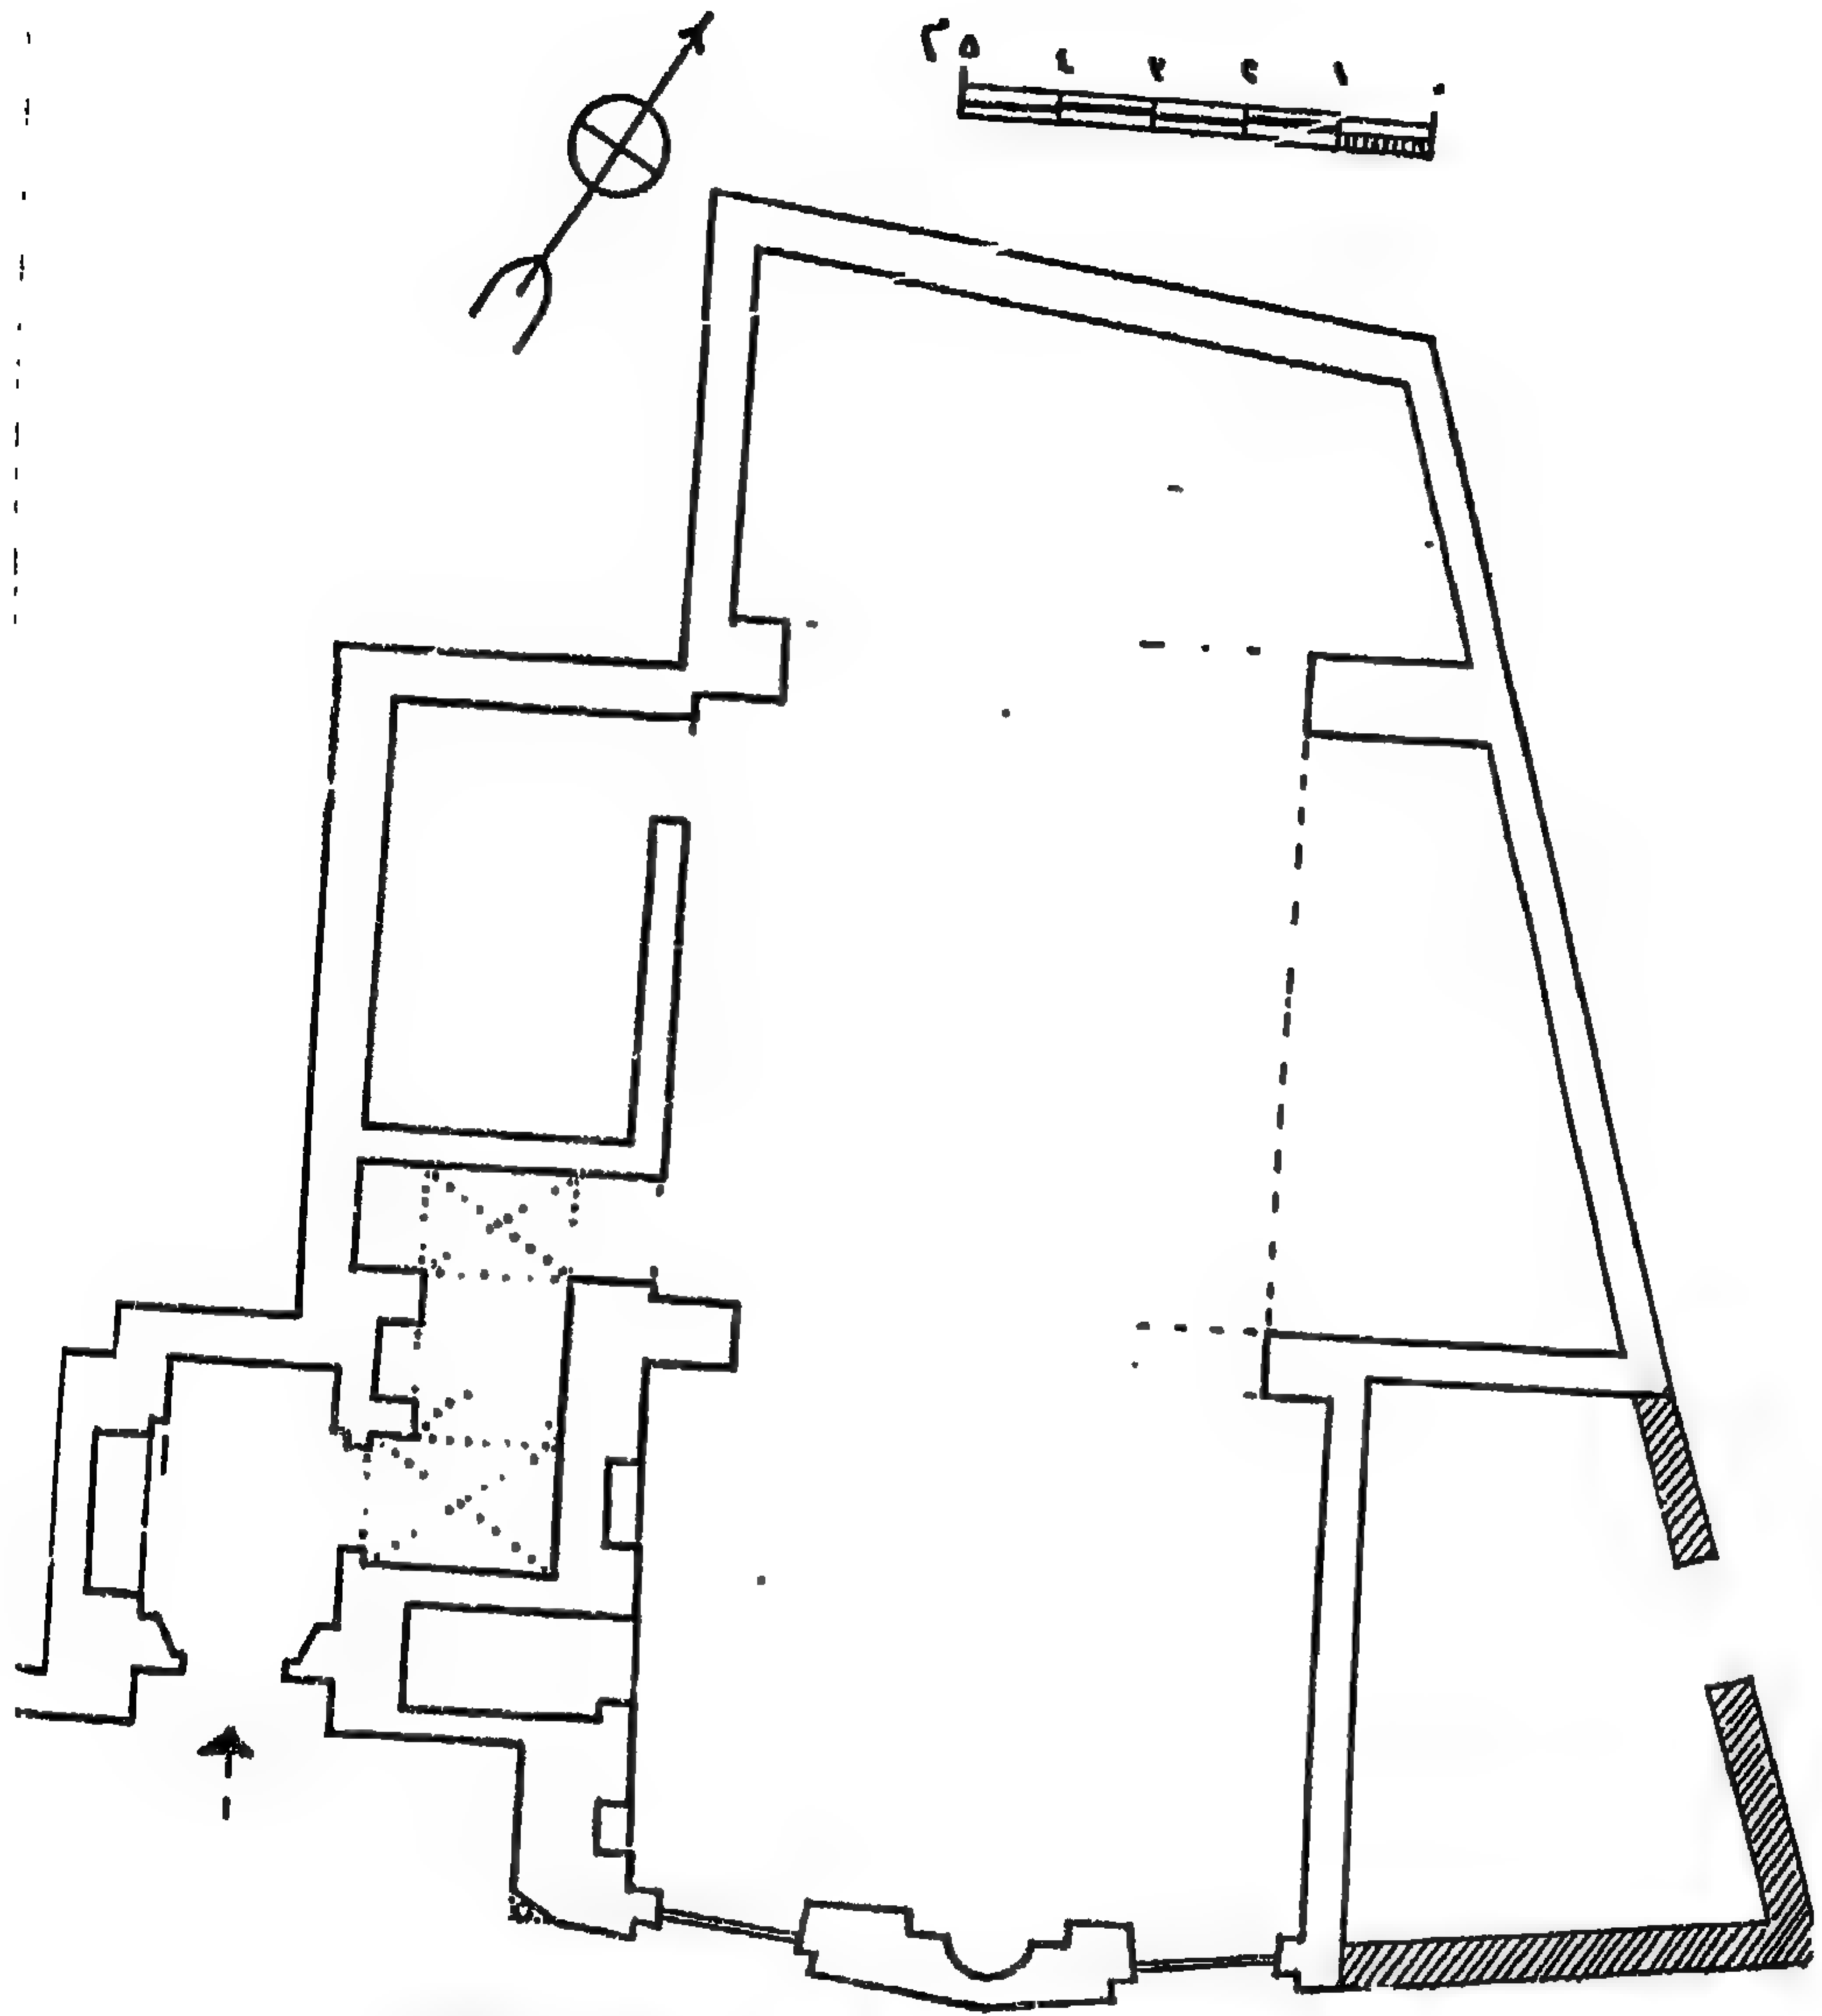 ٠ ١ ٢ ٣ ٤ ٥ م